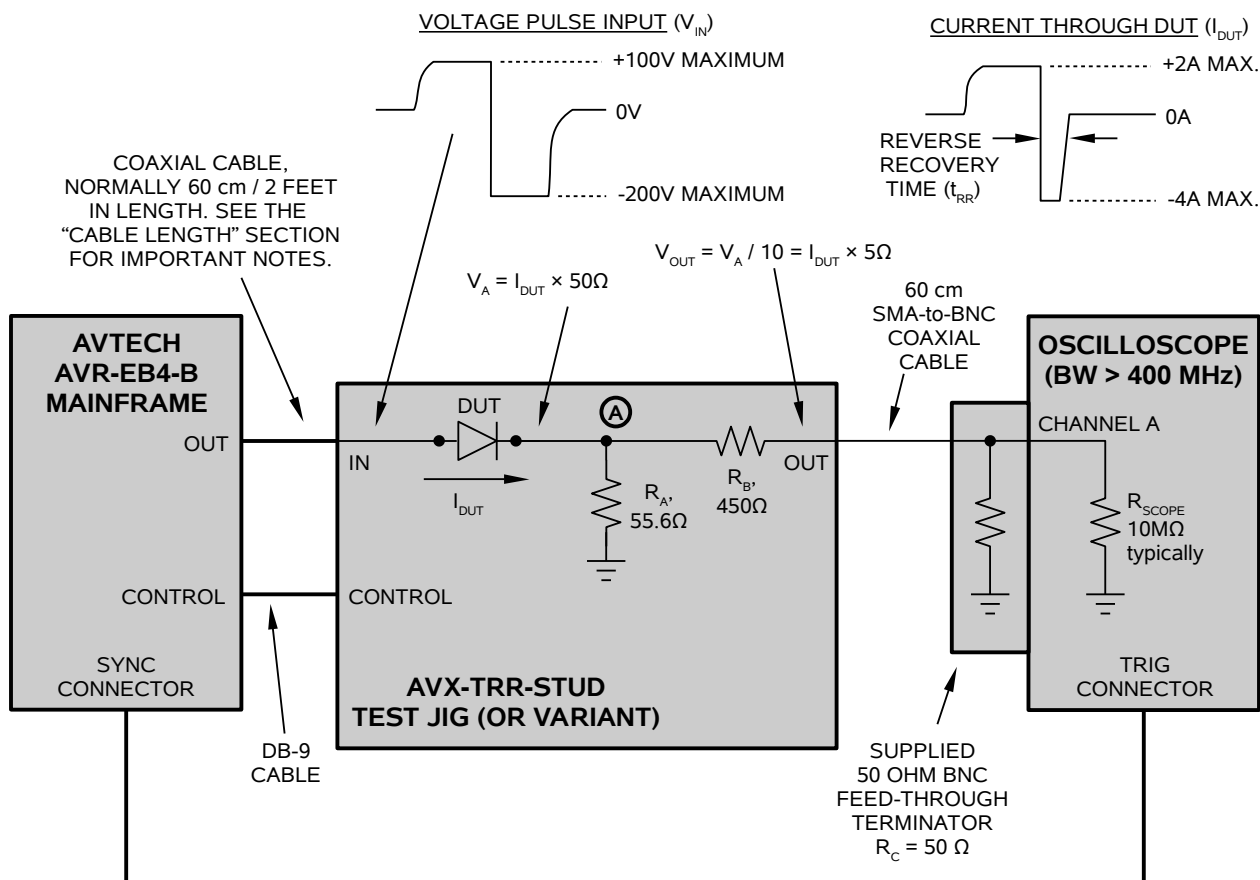 VOLTAGE PULSE INPUT (V_IN)
+100V MAXIMUM
0V
-200V MAXIMUM
CURRENT THROUGH DUT (I_DUT)
+2A MAX.
0A
-4A MAX.
REVERSE
RECOVERY
TIME (t_RR)
COAXIAL CABLE,
NORMALLY 60 cm / 2 FEET
IN LENGTH. SEE THE
“CABLE LENGTH” SECTION
FOR IMPORTANT NOTES.
V_A = I_DUT × 50Ω
V_OUT = V_A / 10 = I_DUT × 5Ω
60 cm
SMA-to-BNC
COAXIAL
CABLE
AVTECH
AVR-EB4-B
MAINFRAME
OUT
CONTROL
SYNC
CONNECTOR
DB-9
CABLE
IN
DUT
I_DUT
A
R_A,
55.6Ω
R_B,
450Ω
OUT
CONTROL
AVX-TRR-STUD
TEST JIG (OR VARIANT)
OSCILLOSCOPE
(BW > 400 MHz)
CHANNEL A
R_SCOPE
10MΩ
typically
TRIG
CONNECTOR
SUPPLIED
50 OHM BNC
FEED-THROUGH
TERMINATOR
R_C = 50 Ω